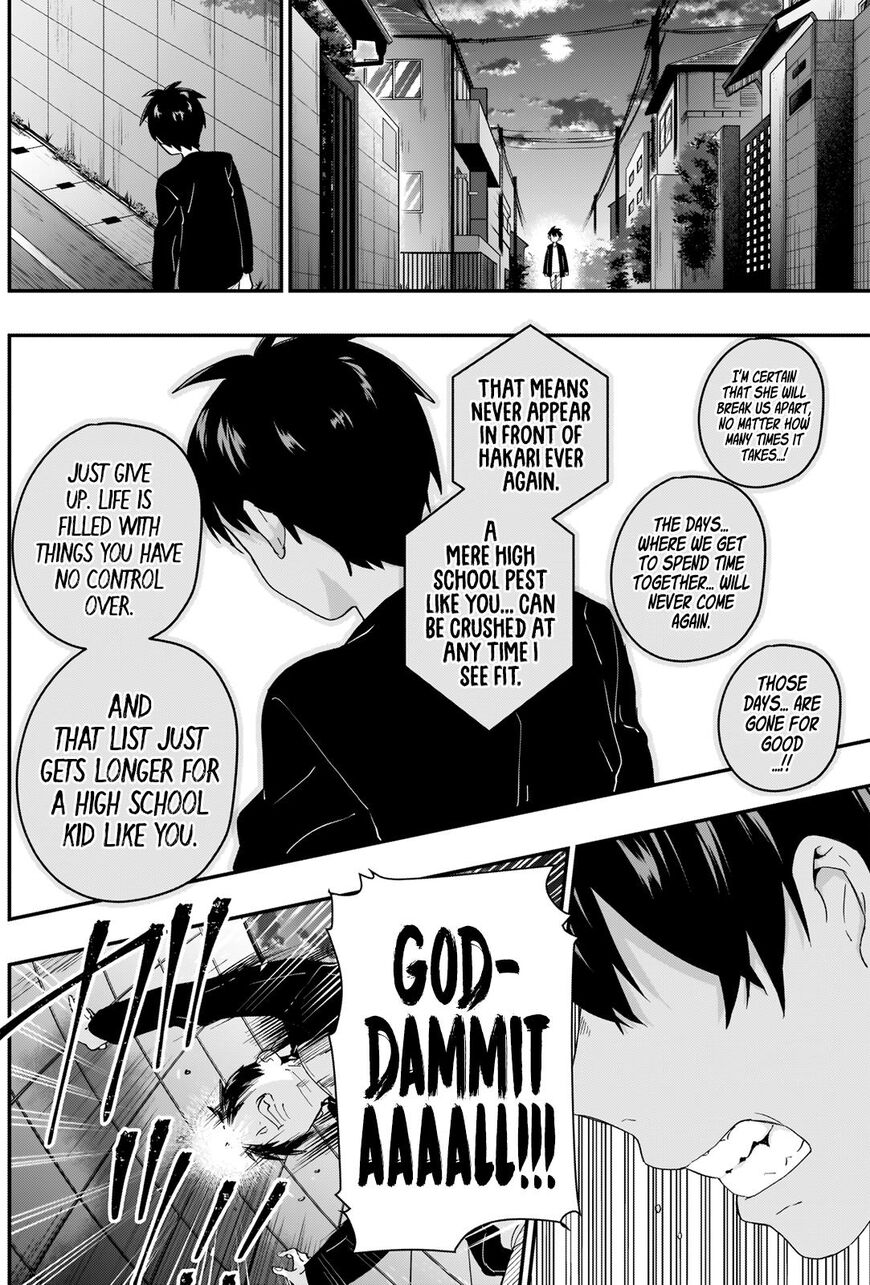 I'M CERTAIN
THAT SHE WILL
BREAK US APART,
NO MATTER HOW
MANY TIMES IT
TAKES...!
THE DAYS...
WHERE WE GET
TO SPEND TIME
TOGETHER... WILL
NEVER COME
AGAIN.
THOSE
DAYS... ARE
GONE FOR
GOOD
...!!
THAT MEANS
NEVER APPEAR
IN FRONT OF
HAKARI EVER
AGAIN.
A
MERE HIGH
SCHOOL PEST
LIKE YOU... CAN
BE CRUSHED AT
ANY TIME I
SEE FIT.
JUST GIVE
UP. LIFE IS
FILLED WITH
THINGS YOU HAVE
NO CONTROL
OVER.
AND
THAT LIST JUST
GETS LONGER FOR
A HIGH SCHOOL
KID LIKE YOU.
GOD-
DAMMIT
AAAALL!!!